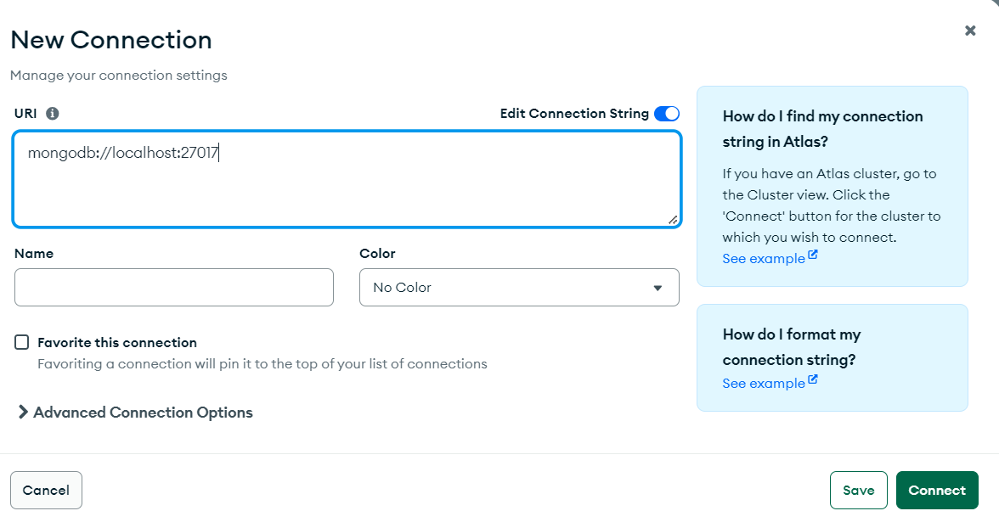 New Connection
Manage your connection settings
URI
Edit Connection String
mongodb://localhost:27017
Name
Color
No Color
Favorite this connection
Favoriting a connection will pin it to the top of your list of connections
Advanced Connection Options
How do I find my connection
string in Atlas?
If you have an Atlas cluster, go to
the Cluster view. Click the
'Connect' button for the cluster to
which you wish to connect.
See example
How do I format my
connection string?
See example
Cancel
Save
Connect